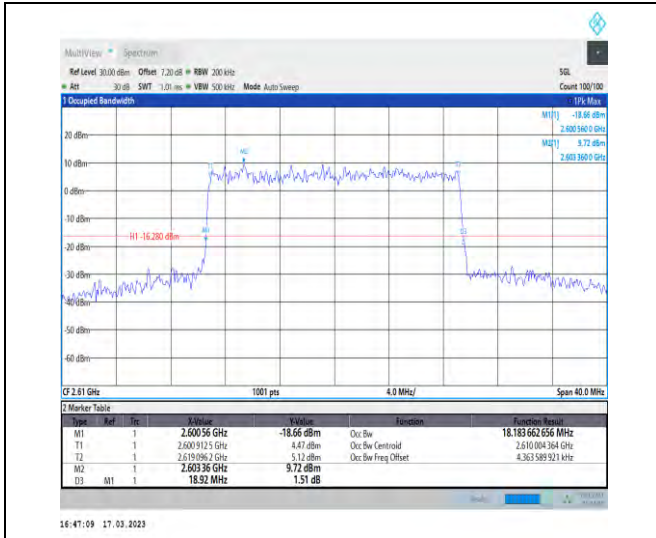 MultiView Spectrum
Ref Level 30.00 dBm Offset 7.20 dB RBW 200 kHz SGL
Att 30 dB SWT 1.01 ms VBW 500 kHz Mode Auto Sweep Count 100/100
1 Occupied Bandwidth 1Pk Max
M1[1] -18.66 dBm
2.600 560 0 GHz
M2[1] 9.72 dBm
2.603 360 0 GHz
20 dBm
10 dBm
0 dBm
-10 dBm
-20 dBm
-30 dBm
-40 dBm
-50 dBm
-60 dBm
M2
T1
T2
M1
D3
H1 -16.280 dBm
CF 2.61 GHz 1001 pts 4.0 MHz/ Span 40.0 MHz
2 Marker Table
Type Ref Trc X-Value Y-Value Function Function Result
M1 1 2.600 56 GHz -18.66 dBm Occ Bw 18.183 662 656 MHz
T1 1 2.600 912 5 GHz 4.47 dBm Occ Bw Centroid 2.610 004 364 GHz
T2 1 2.619 096 2 GHz 5.12 dBm Occ Bw Freq Offset 4.363 589 921 kHz
M2 1 2.603 36 GHz 9.72 dBm
D3 M1 1 18.92 MHz 1.51 dB
16:47:09 17.03.2023